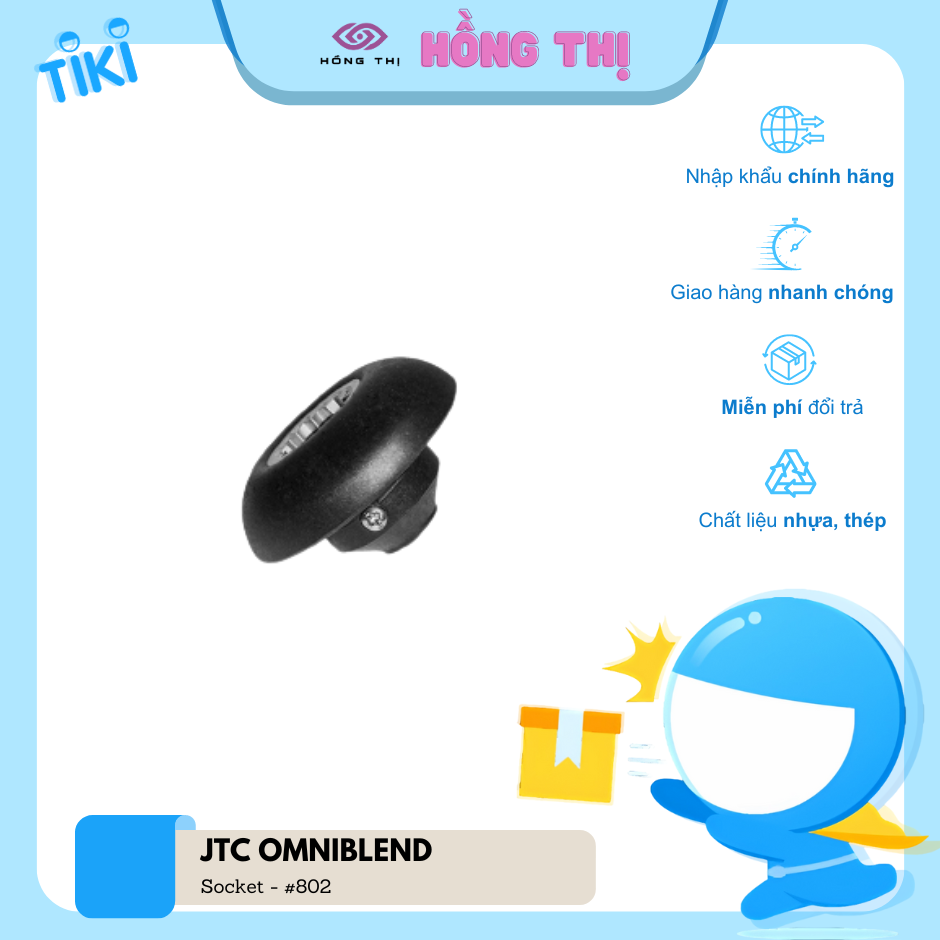 TIKI
HỒNG THỊ
HỒNG THỊ
Nhập khẩu chính hãng
Giao hàng nhanh chóng
Miễn phí đổi trả
Chất liệu nhựa, thép
JTC OMNIBLEND
Socket - #802